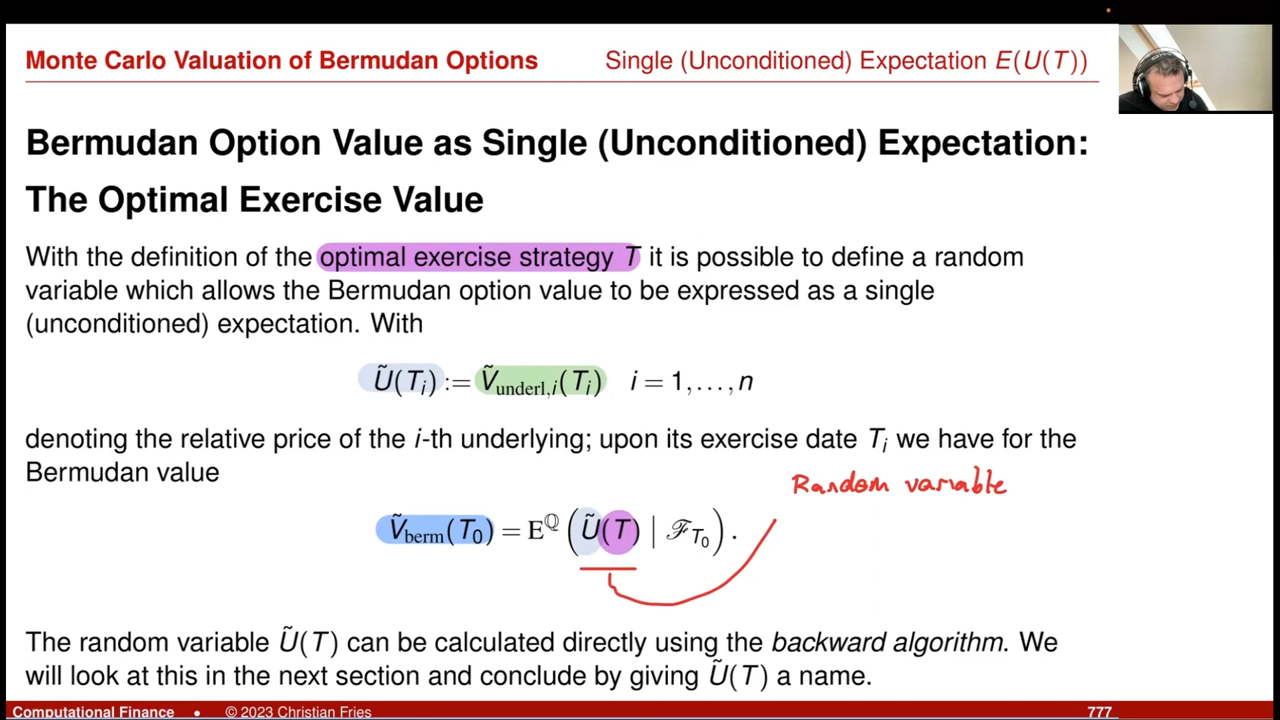 Monte Carlo Valuation of Bermudan Options Single (Unconditioned) Expectation E(U(T))
Bermudan Option Value as Single (Unconditioned) Expectation:
The Optimal Exercise Value
With the definition of the optimal exercise strategy T it is possible to define a random
variable which allows the Bermudan option value to be expressed as a single
(unconditioned) expectation. With
Ũ(Tᵢ) := Ṽunderl,i(Tᵢ) i = 1,...,n
denoting the relative price of the i-th underlying; upon its exercise date Tᵢ we have for the
Bermudan value
Random variable
Ṽberm(T₀) = E^ℚ (Ũ(T) | ℱ_T₀).
The random variable Ũ(T) can be calculated directly using the backward algorithm. We
will look at this in the next section and conclude by giving Ũ(T) a name.
Computational Finance • © 2023 Christian Fries 777